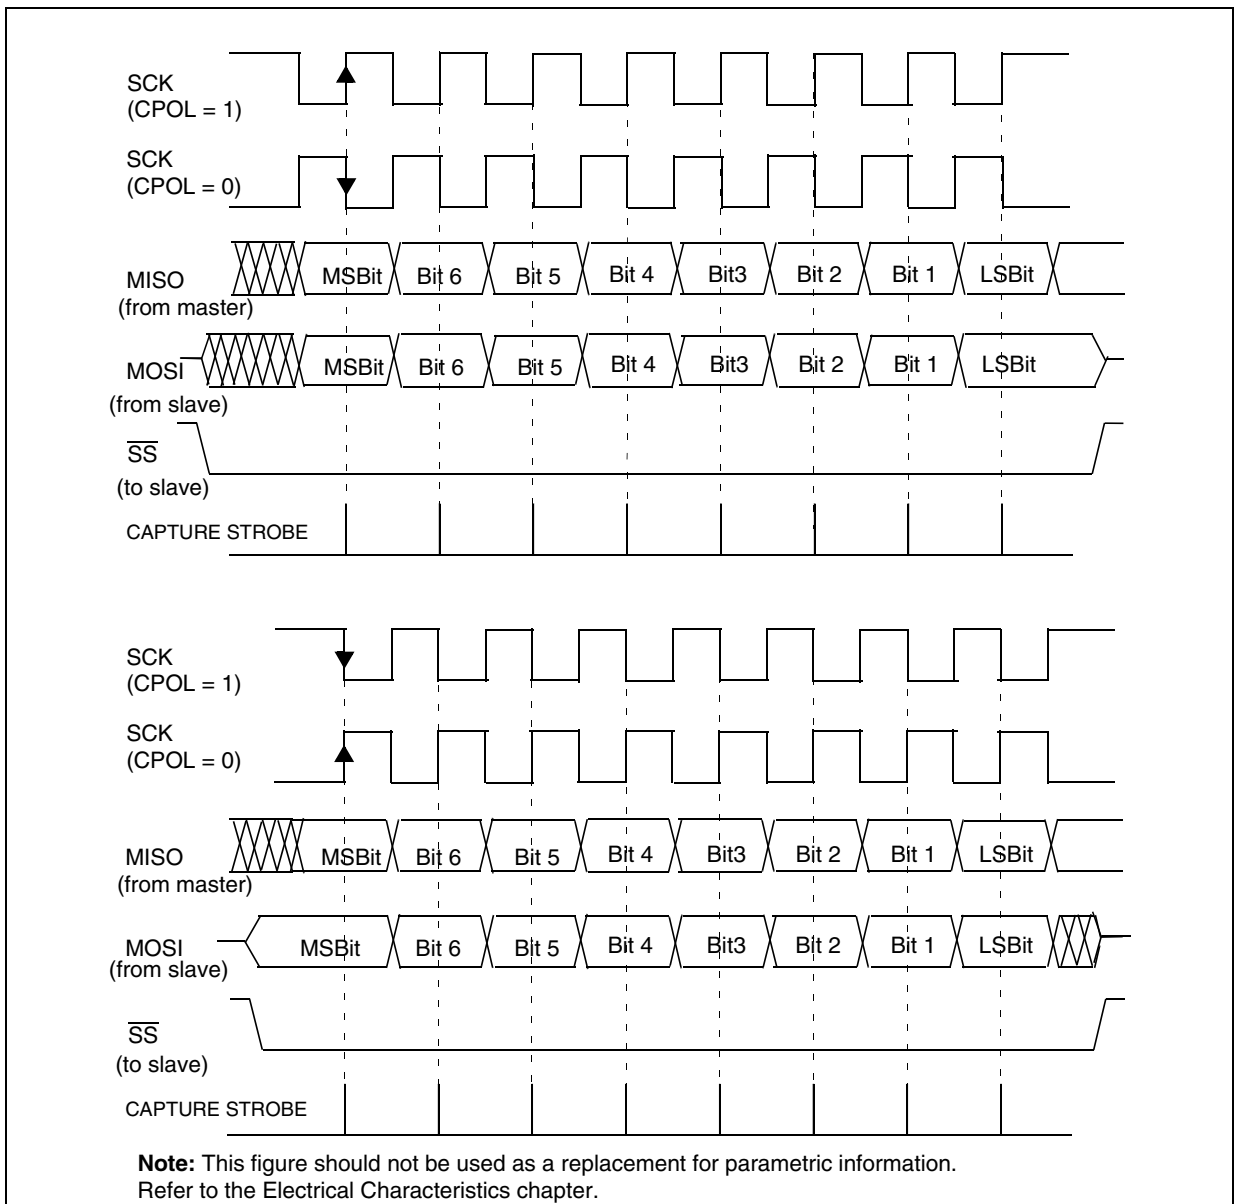 SCK
(CPOL = 1)
SCK
(CPOL = 0)
MISO
(from master)
MSBit Bit 6 Bit 5 Bit 4 Bit3 Bit 2 Bit 1 LSBit
MOSI
(from slave)
MSBit Bit 6 Bit 5 Bit 4 Bit3 Bit 2 Bit 1 LSBit
SS
(to slave)
CAPTURE STROBE
SCK
(CPOL = 1)
SCK
(CPOL = 0)
MISO
(from master)
MSBit Bit 6 Bit 5 Bit 4 Bit3 Bit 2 Bit 1 LSBit
MOSI
(from slave)
MSBit Bit 6 Bit 5 Bit 4 Bit3 Bit 2 Bit 1 LSBit
SS
(to slave)
CAPTURE STROBE
Note: This figure should not be used as a replacement for parametric information.
Refer to the Electrical Characteristics chapter.